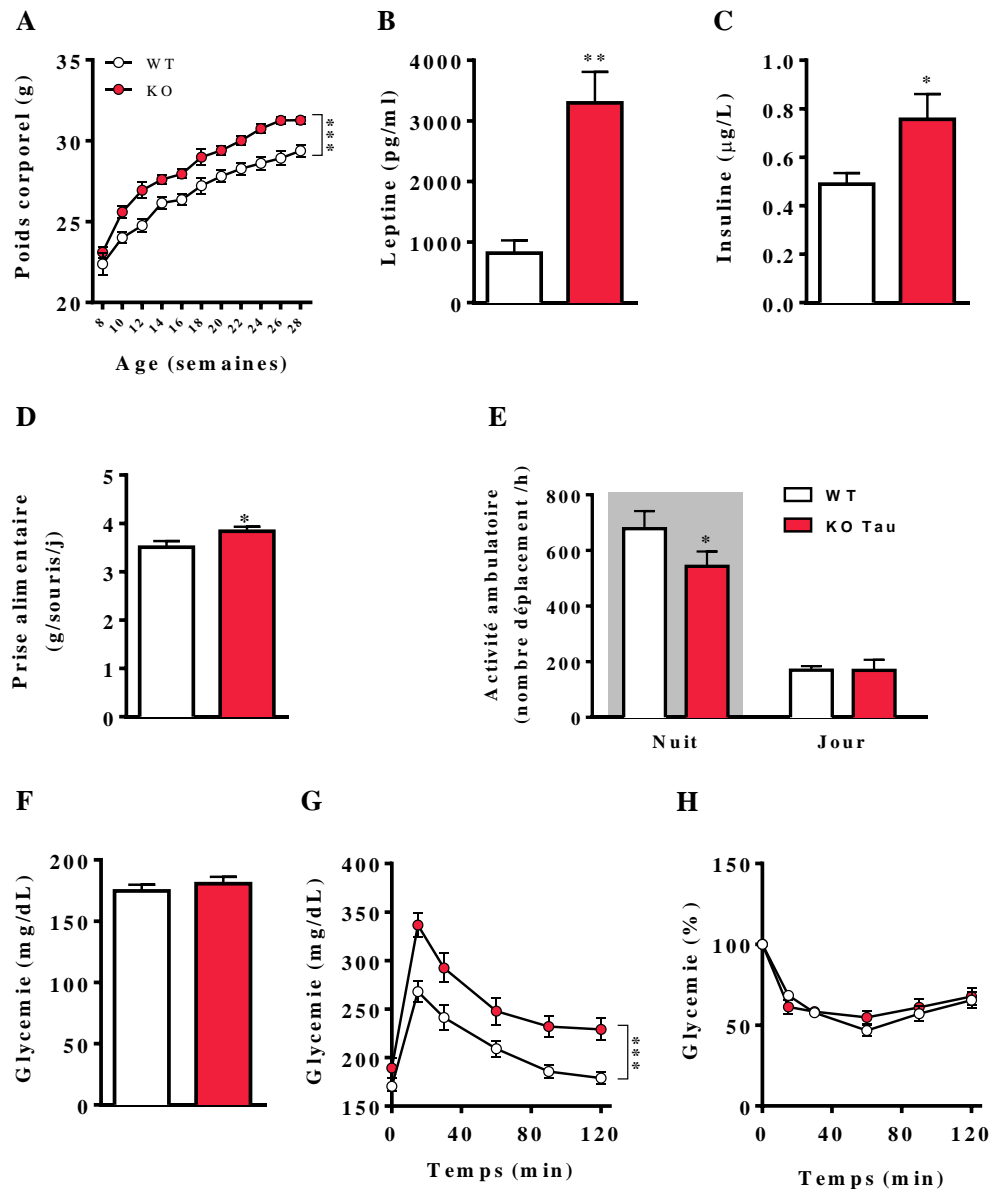 A
35
30
25
20
Poids corporel (g)
WT
KO
***
8 10 12 14 16 18 20 22 24 26 28
Age (semaines)
B
4000
3000
2000
1000
0
Leptine (pg/ml)
**
C
1.0
0.8
0.6
0.4
0.2
0.0
Insuline (µg/L)
*
D
5
4
3
2
1
0
Prise alimentaire
(g/souris/j)
*
E
800
600
400
200
0
Activité ambulatoire
(nombre déplacement /h)
*
Nuit Jour
WT
KO Tau
F
200
150
100
50
0
Glycemie (mg/dL)
G
400
350
300
250
200
150
Glycemie (mg/dL)
***
0 40 80 120
Temps (min)
H
150
100
50
0
Glycemie (%)
0 40 80 120
Temps (min)